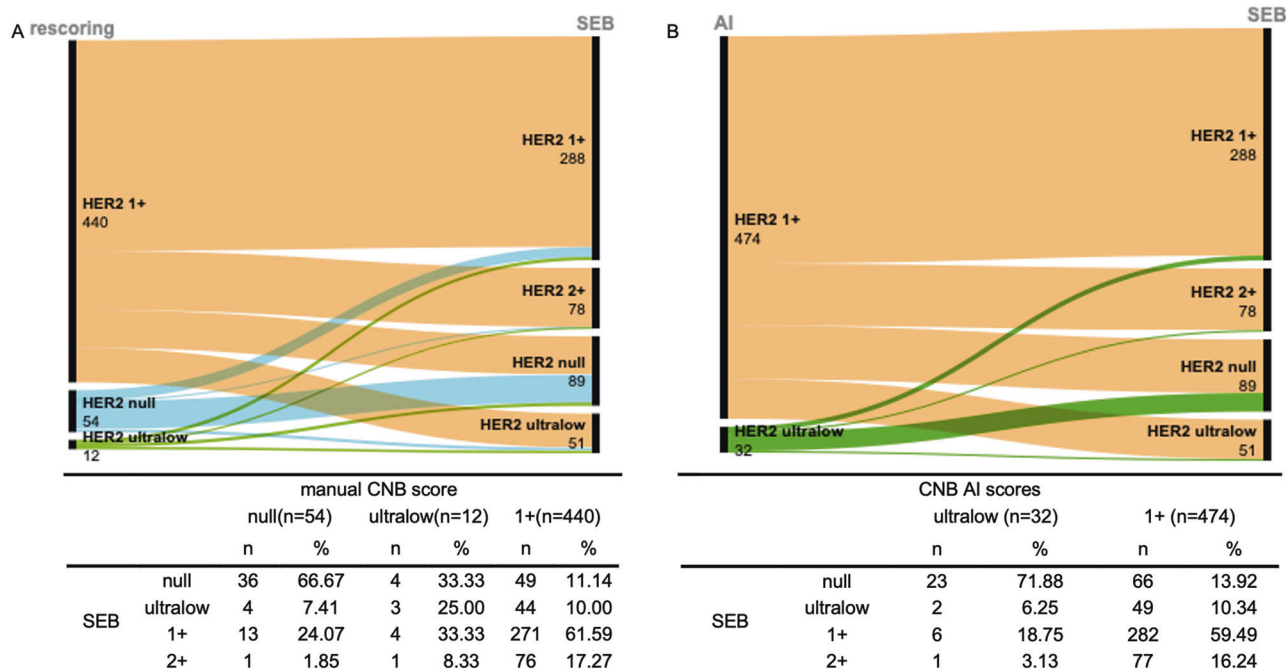 A rescoring SEB
HER2 1+
288
HER2 1+
440
HER2 2+
78
HER2 null
89
HER2 null
54
HER2 ultralow
51
HER2 ultralow
12
manual CNB score
null(n=54) ultralow(n=12) 1+(n=440)
n % n % n %
null 36 66.67 4 33.33 49 11.14
ultralow 4 7.41 3 25.00 44 10.00
SEB
1+ 13 24.07 4 33.33 271 61.59
2+ 1 1.85 1 8.33 76 17.27
B AI SEB
HER2 1+
288
HER2 1+
474
HER2 2+
78
HER2 null
89
HER2 ultralow
32
HER2 ultralow
51
CNB AI scores
ultralow (n=32) 1+ (n=474)
n % n %
null 23 71.88 66 13.92
ultralow 2 6.25 49 10.34
SEB
1+ 6 18.75 282 59.49
2+ 1 3.13 77 16.24